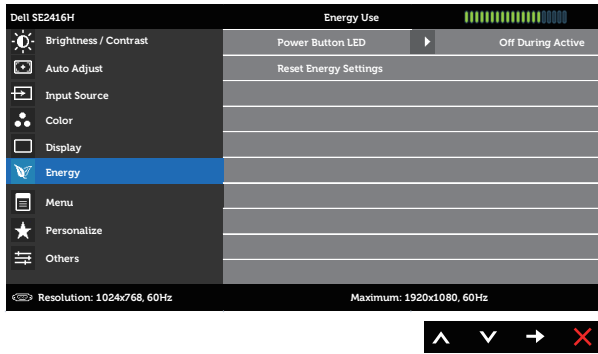 Dell SE2416H Energy Use
Brightness / Contrast Power Button LED Off During Active
Auto Adjust Reset Energy Settings
Input Source
Color
Display
Energy
Menu
Personalize
Others
Resolution: 1024x768, 60Hz Maximum: 1920x1080, 60Hz